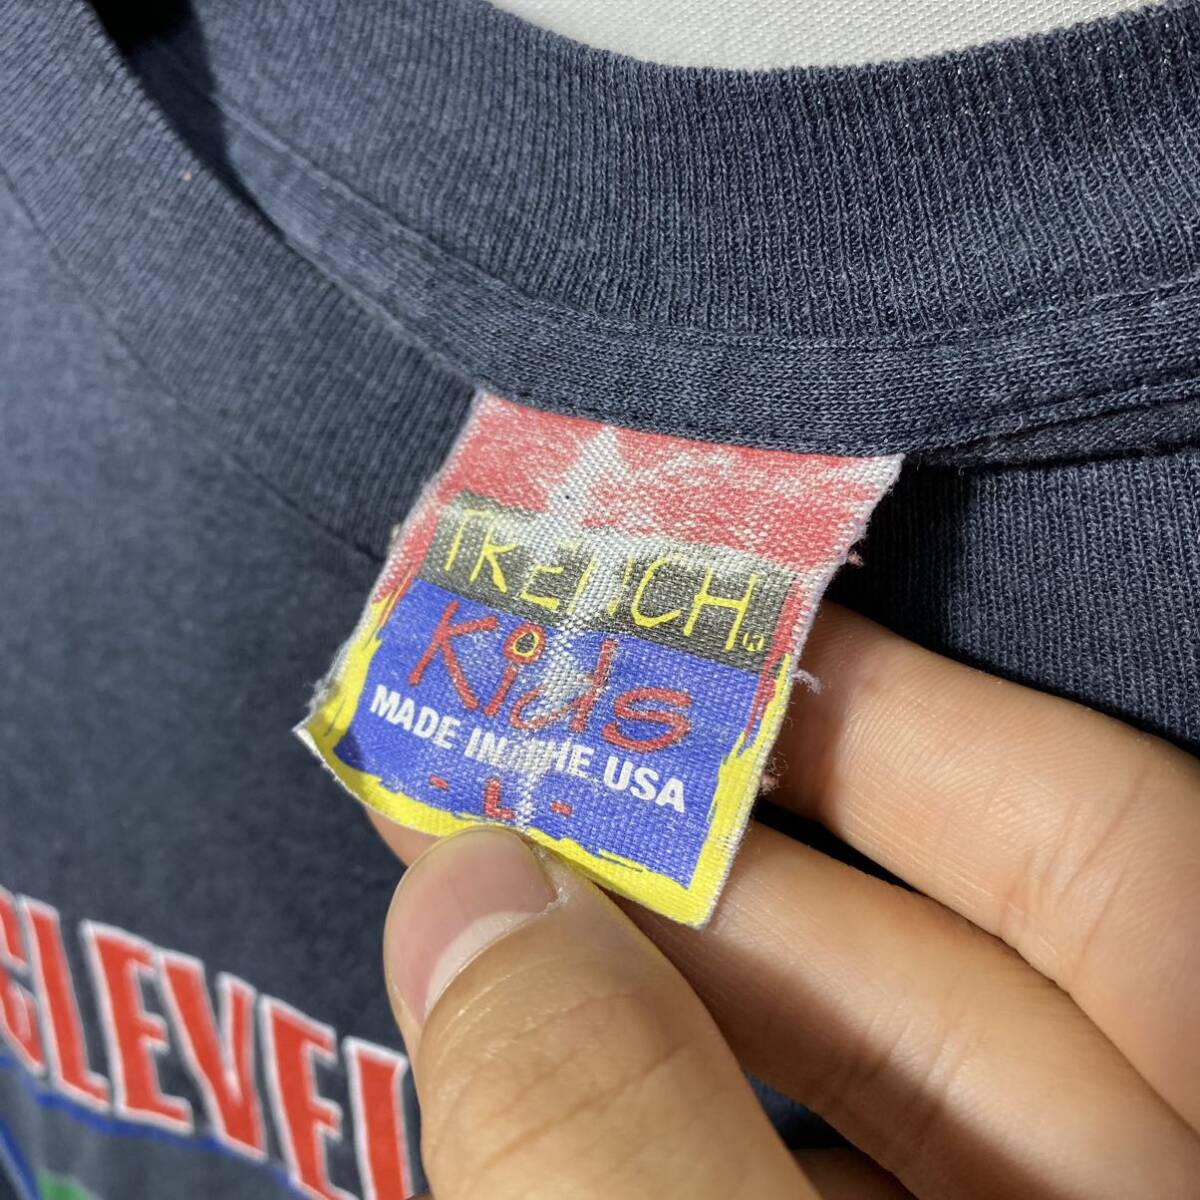 TRENCH
Kids
MADE IN THE USA
- L -
CLEVEL